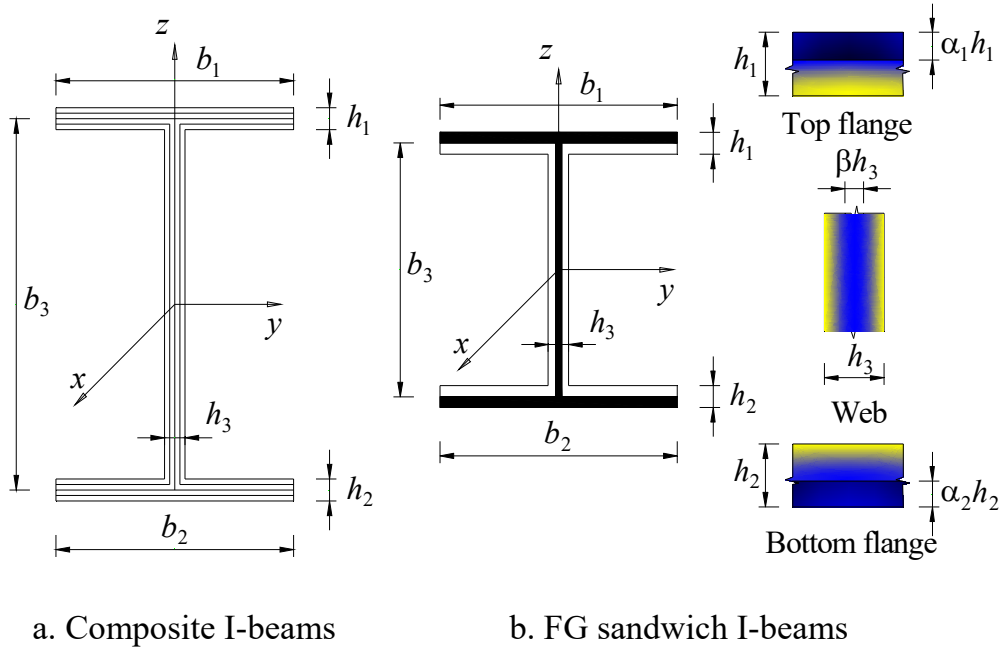 z
b₁
h₁
b₃
y
x
h₃
h₂
b₂
a. Composite I-beams
z
b₁
h₁
b₃
y
h₃
x
h₂
b₂
b. FG sandwich I-beams
h₁
α₁h₁
Top flange
βh₃
h₃
Web
h₂
α₂h₂
Bottom flange